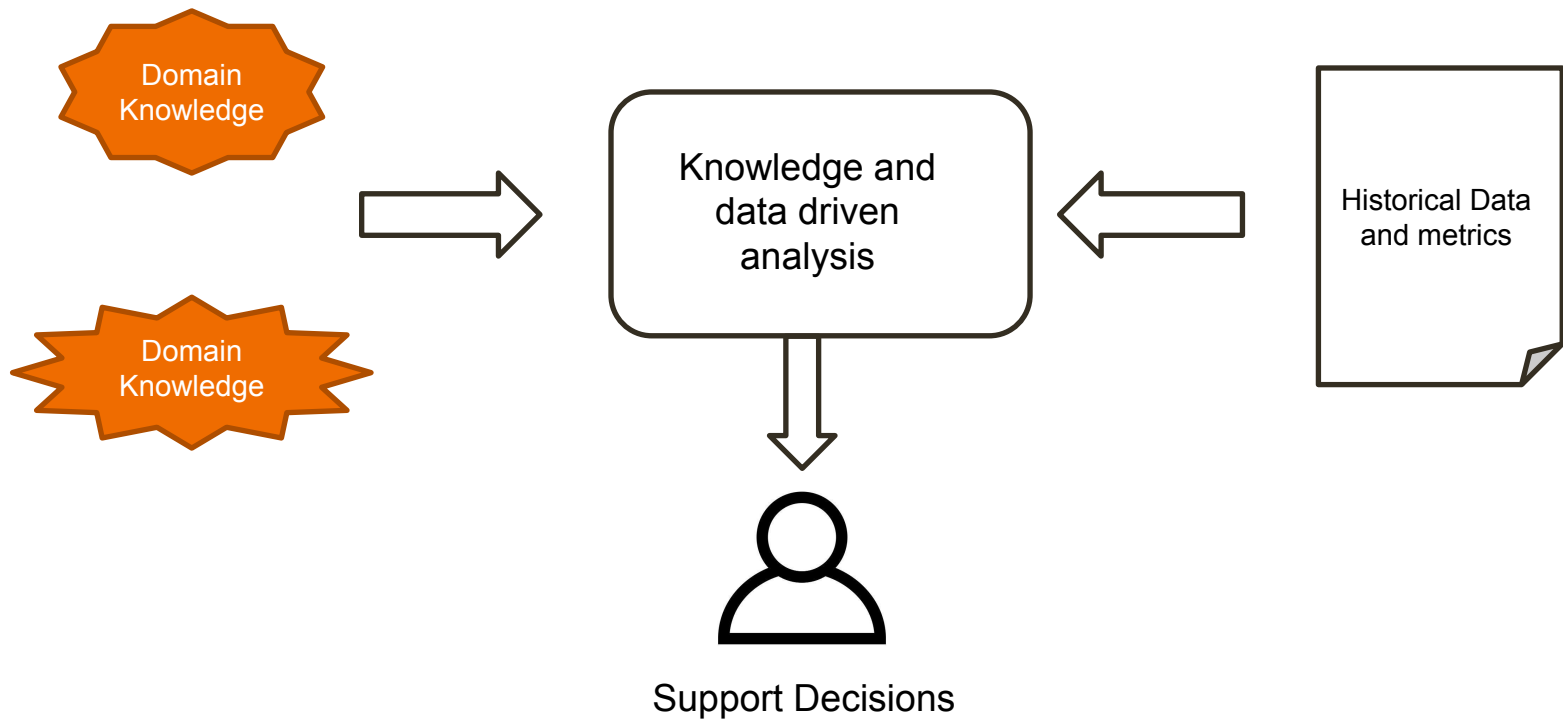 Domain
Knowledge
Domain
Knowledge
Knowledge and
data driven
analysis
Historical Data
and metrics
Support Decisions